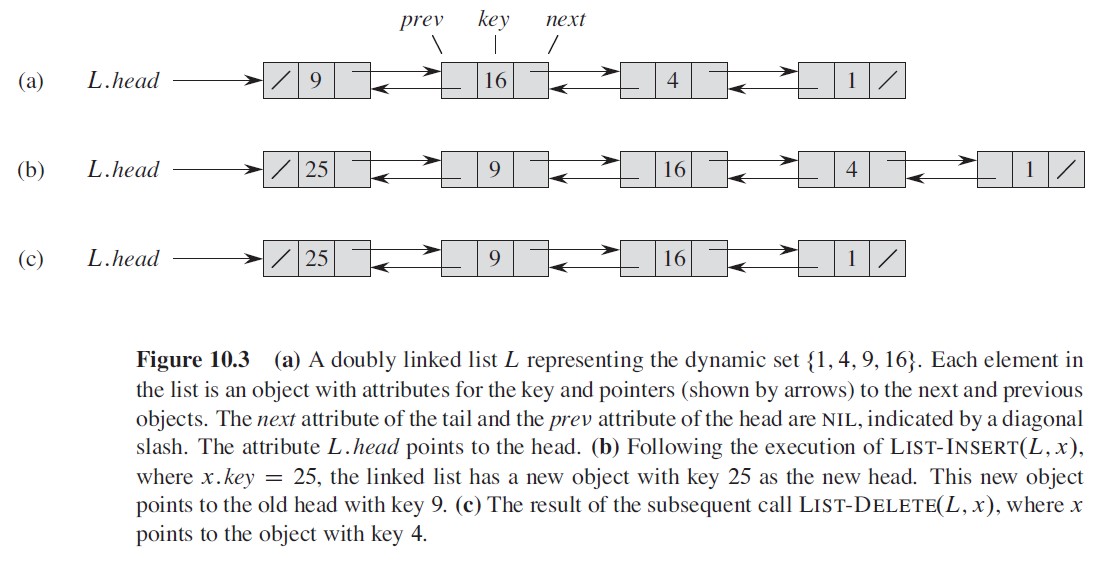 prev key next
(a) L.head / 9 16 4 1 /
(b) L.head / 25 9 16 4 1 /
(c) L.head / 25 9 16 1 /
Figure 10.3 (a) A doubly linked list L representing the dynamic set {1, 4, 9, 16}. Each element in
the list is an object with attributes for the key and pointers (shown by arrows) to the next and previous
objects. The next attribute of the tail and the prev attribute of the head are NIL, indicated by a diagonal
slash. The attribute L.head points to the head. (b) Following the execution of LIST-INSERT(L, x),
where x.key = 25, the linked list has a new object with key 25 as the new head. This new object
points to the old head with key 9. (c) The result of the subsequent call LIST-DELETE(L, x), where x
points to the object with key 4.